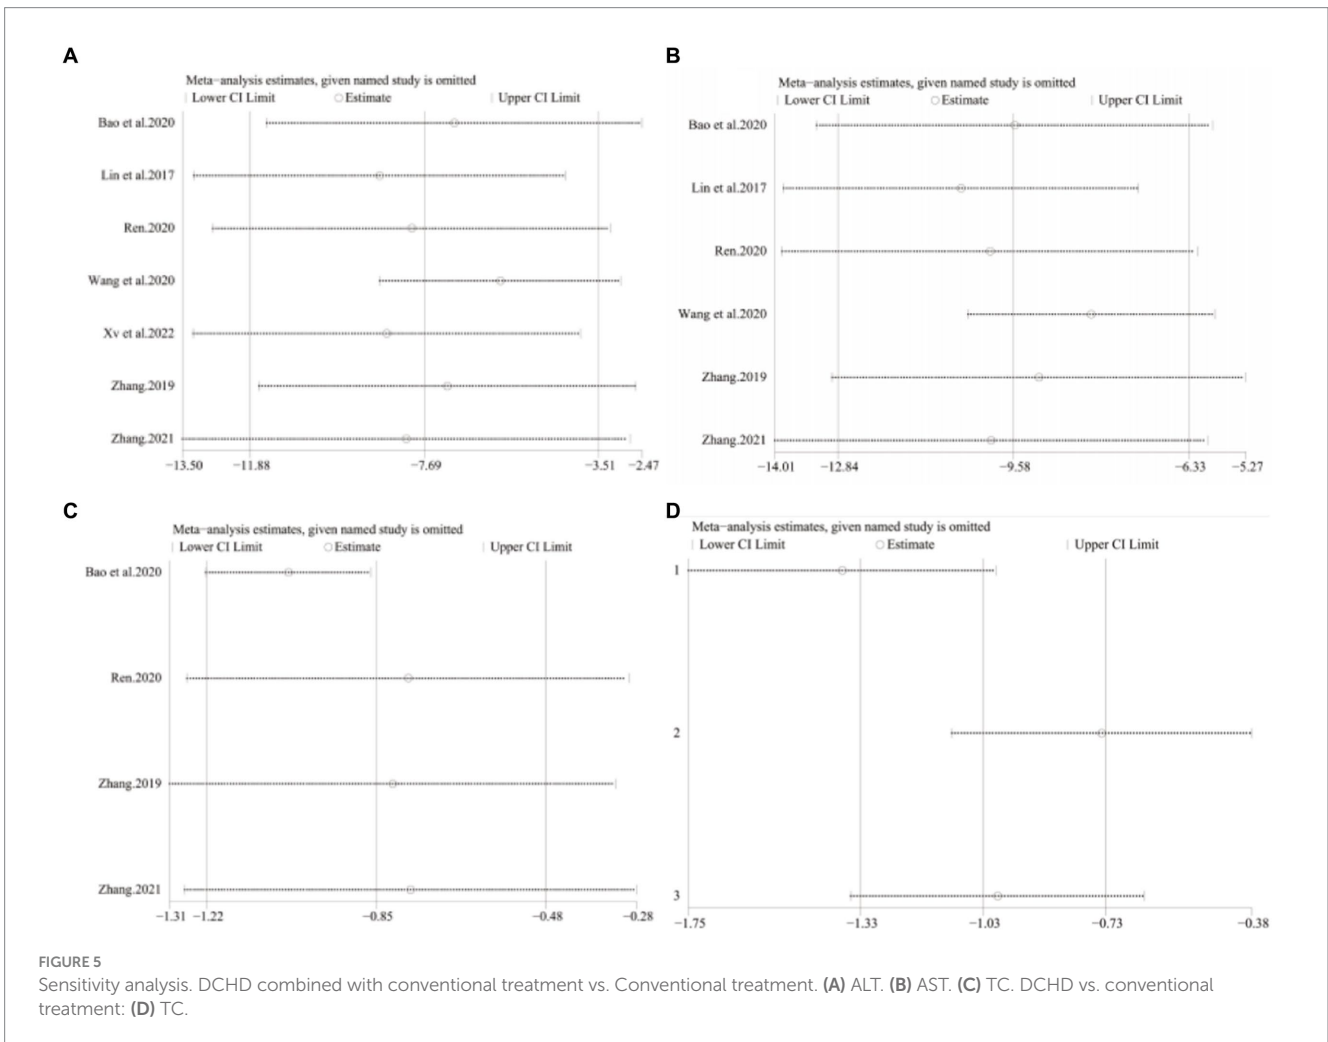 A
Meta-analysis estimates, given named study is omitted
Lower CI Limit Estimate Upper CI Limit
Bao et al.2020
Lin et al.2017
Ren.2020
Wang et al.2020
Xv et al.2022
Zhang.2019
Zhang.2021
-13.50 -11.88 -7.69 -3.51 -2.47
B
Meta-analysis estimates, given named study is omitted
Lower CI Limit Estimate Upper CI Limit
Bao et al.2020
Lin et al.2017
Ren.2020
Wang et al.2020
Zhang.2019
Zhang.2021
-14.01 -12.84 -9.58 -6.33 -5.27
C
Meta-analysis estimates, given named study is omitted
Lower CI Limit Estimate Upper CI Limit
Bao et al.2020
Ren.2020
Zhang.2019
Zhang.2021
-1.31 -1.22 -0.85 -0.48 -0.28
D
Meta-analysis estimates, given named study is omitted
Lower CI Limit Estimate Upper CI Limit
1
2
3
-1.75 -1.33 -1.03 -0.73 -0.38
FIGURE 5
Sensitivity analysis. DCHD combined with conventional treatment vs. Conventional treatment. (A) ALT. (B) AST. (C) TC. DCHD vs. conventional
treatment: (D) TC.